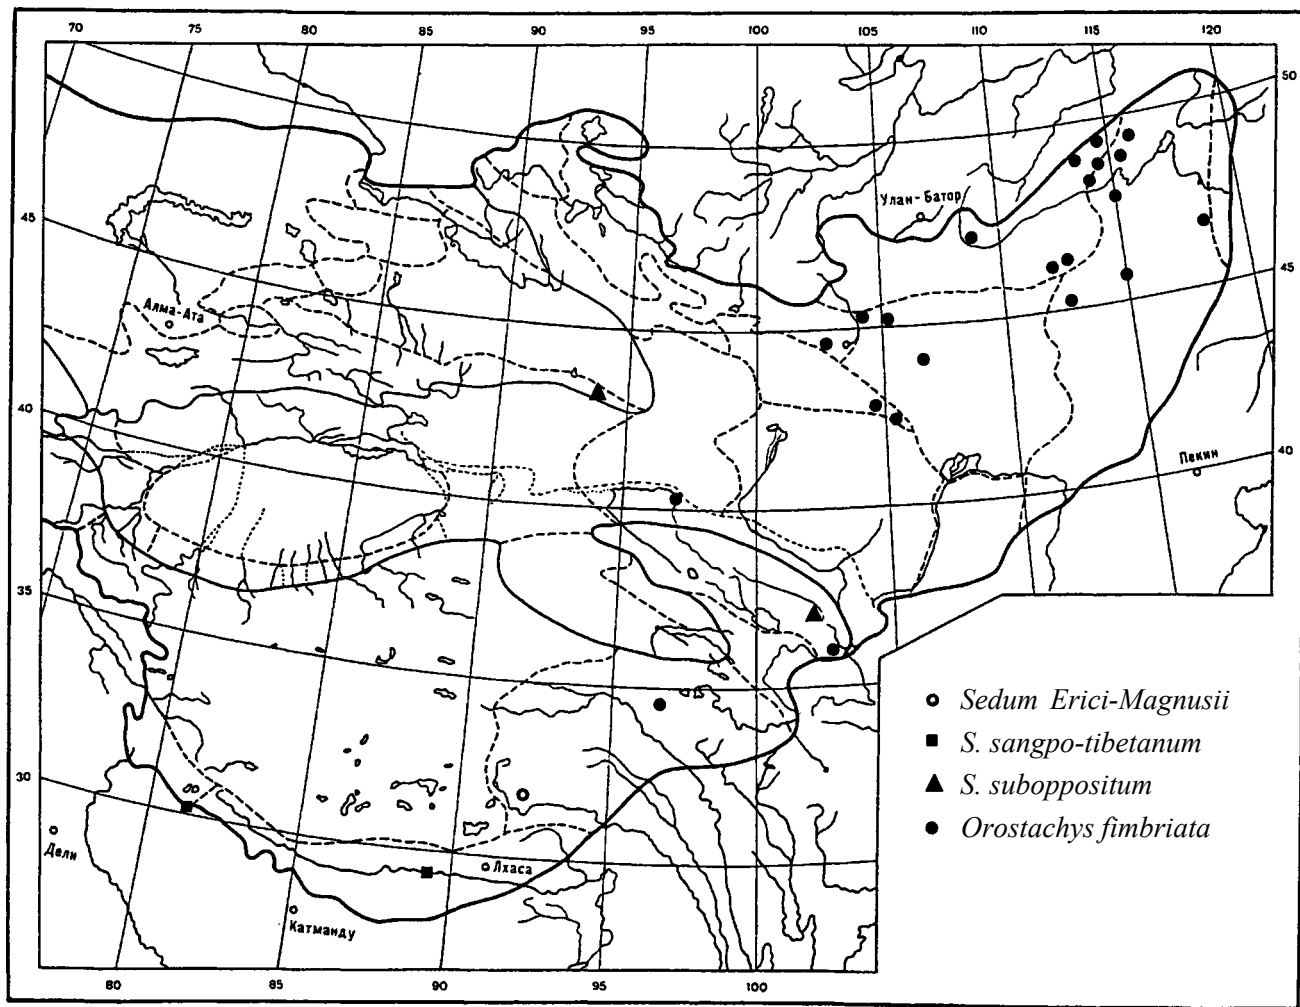 70 75 80 85 90 95 100 105 110 115 120
50
Улан-Батор
45
45
Алма-Ата
40
40
Пекин
35
Sedum Erici-Magnusii
S. sangpo-tibetanum
30
S. suboppositum
Orostachys fimbriata
Дели
Лхаса
Катманду
80 85 90 95 100